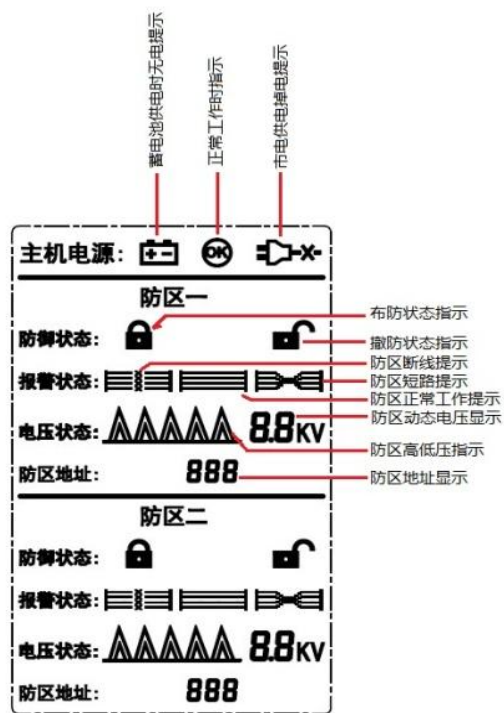 蓄电池供电时无电提示
正常工作时指示
市电供电掉电提示
主机电源: + - OK
防区一
防御状态:
布防状态指示
撤防状态指示
防区断线提示
报警状态:
防区短路提示
防区正常工作提示
电压状态: 8.8KV
防区动态电压显示
防区高低压指示
防区地址: 888
防区地址显示
防区二
防御状态:
报警状态:
电压状态: 8.8KV
防区地址: 888